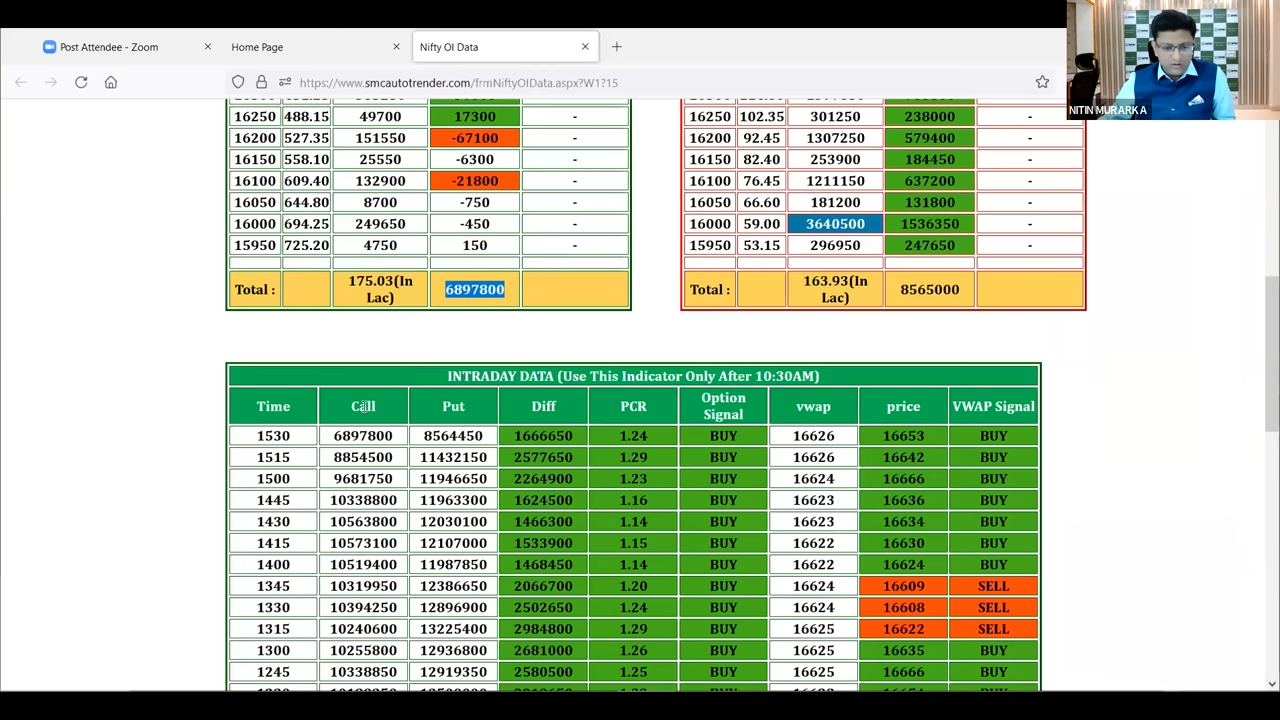 Post Attendee - Zoom
Home Page
Nifty OI Data
https://www.smcautotrender.com/frmNiftyOIData.aspx?W1?15
NITIN MURARKA
16250 488.15 49700 17300 -
16200 527.35 151550 -67100 -
16150 558.10 25550 -6300 -
16100 609.40 132900 -21800 -
16050 644.80 8700 -750 -
16000 694.25 249650 -450 -
15950 725.20 4750 150 -
Total : 175.03(In Lac) 6897800
16250 102.35 301250 238000 -
16200 92.45 1307250 579400 -
16150 82.40 253900 184450 -
16100 76.45 1211150 637200 -
16050 66.60 181200 131800 -
16000 59.00 3640500 1536350 -
15950 53.15 296950 247650 -
Total : 163.93(In Lac) 8565000
INTRADAY DATA (Use This Indicator Only After 10:30AM)
Time Call Put Diff PCR Option Signal vwap price VWAP Signal
1530 6897800 8564450 1666650 1.24 BUY 16626 16653 BUY
1515 8854500 11432150 2577650 1.29 BUY 16626 16642 BUY
1500 9681750 11946650 2264900 1.23 BUY 16624 16666 BUY
1445 10338800 11963300 1624500 1.16 BUY 16623 16636 BUY
1430 10563800 12030100 1466300 1.14 BUY 16623 16634 BUY
1415 10573100 12107000 1533900 1.15 BUY 16622 16630 BUY
1400 10519400 11987850 1468450 1.14 BUY 16622 16624 BUY
1345 10319950 12386650 2066700 1.20 BUY 16624 16609 SELL
1330 10394250 12896900 2502650 1.24 BUY 16624 16608 SELL
1315 10240600 13225400 2984800 1.29 BUY 16625 16622 SELL
1300 10255800 12936800 2681000 1.26 BUY 16625 16635 BUY
1245 10338850 12919350 2580500 1.25 BUY 16625 16666 BUY